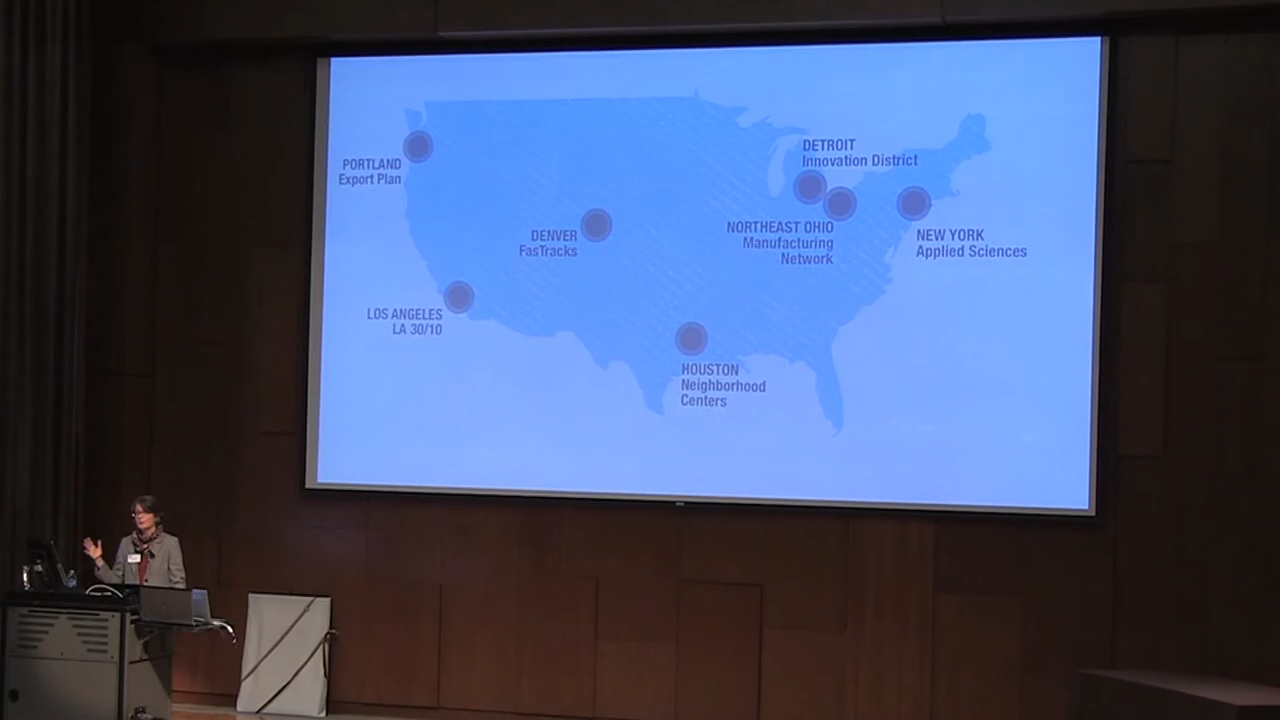 DETROIT
Innovation District
PORTLAND
Export Plan
NORTHEAST OHIO
Manufacturing
Network
DENVER
FasTracks
NEW YORK
Applied Sciences
LOS ANGELES
LA 30/10
HOUSTON
Neighborhood
Centers